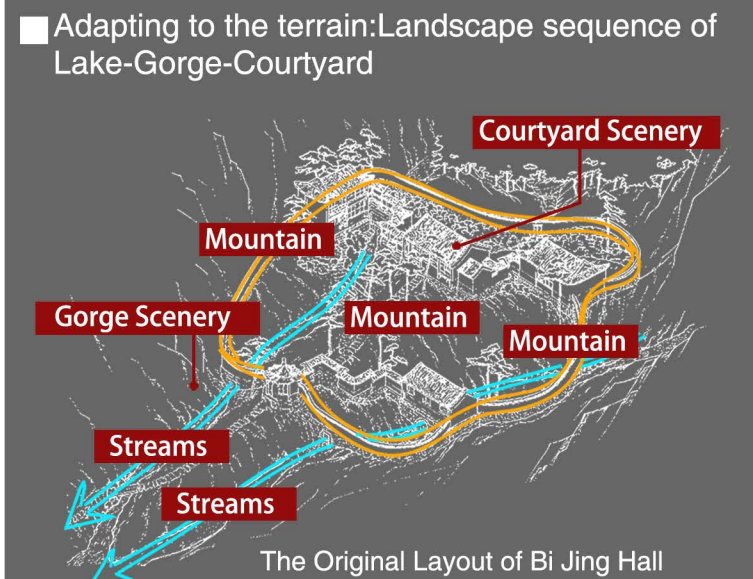 Adapting to the terrain:Landscape sequence of
Lake-Gorge-Courtyard
Courtyard Scenery
Mountain
Gorge Scenery
Mountain
Mountain
Streams
Streams
The Original Layout of Bi Jing Hall